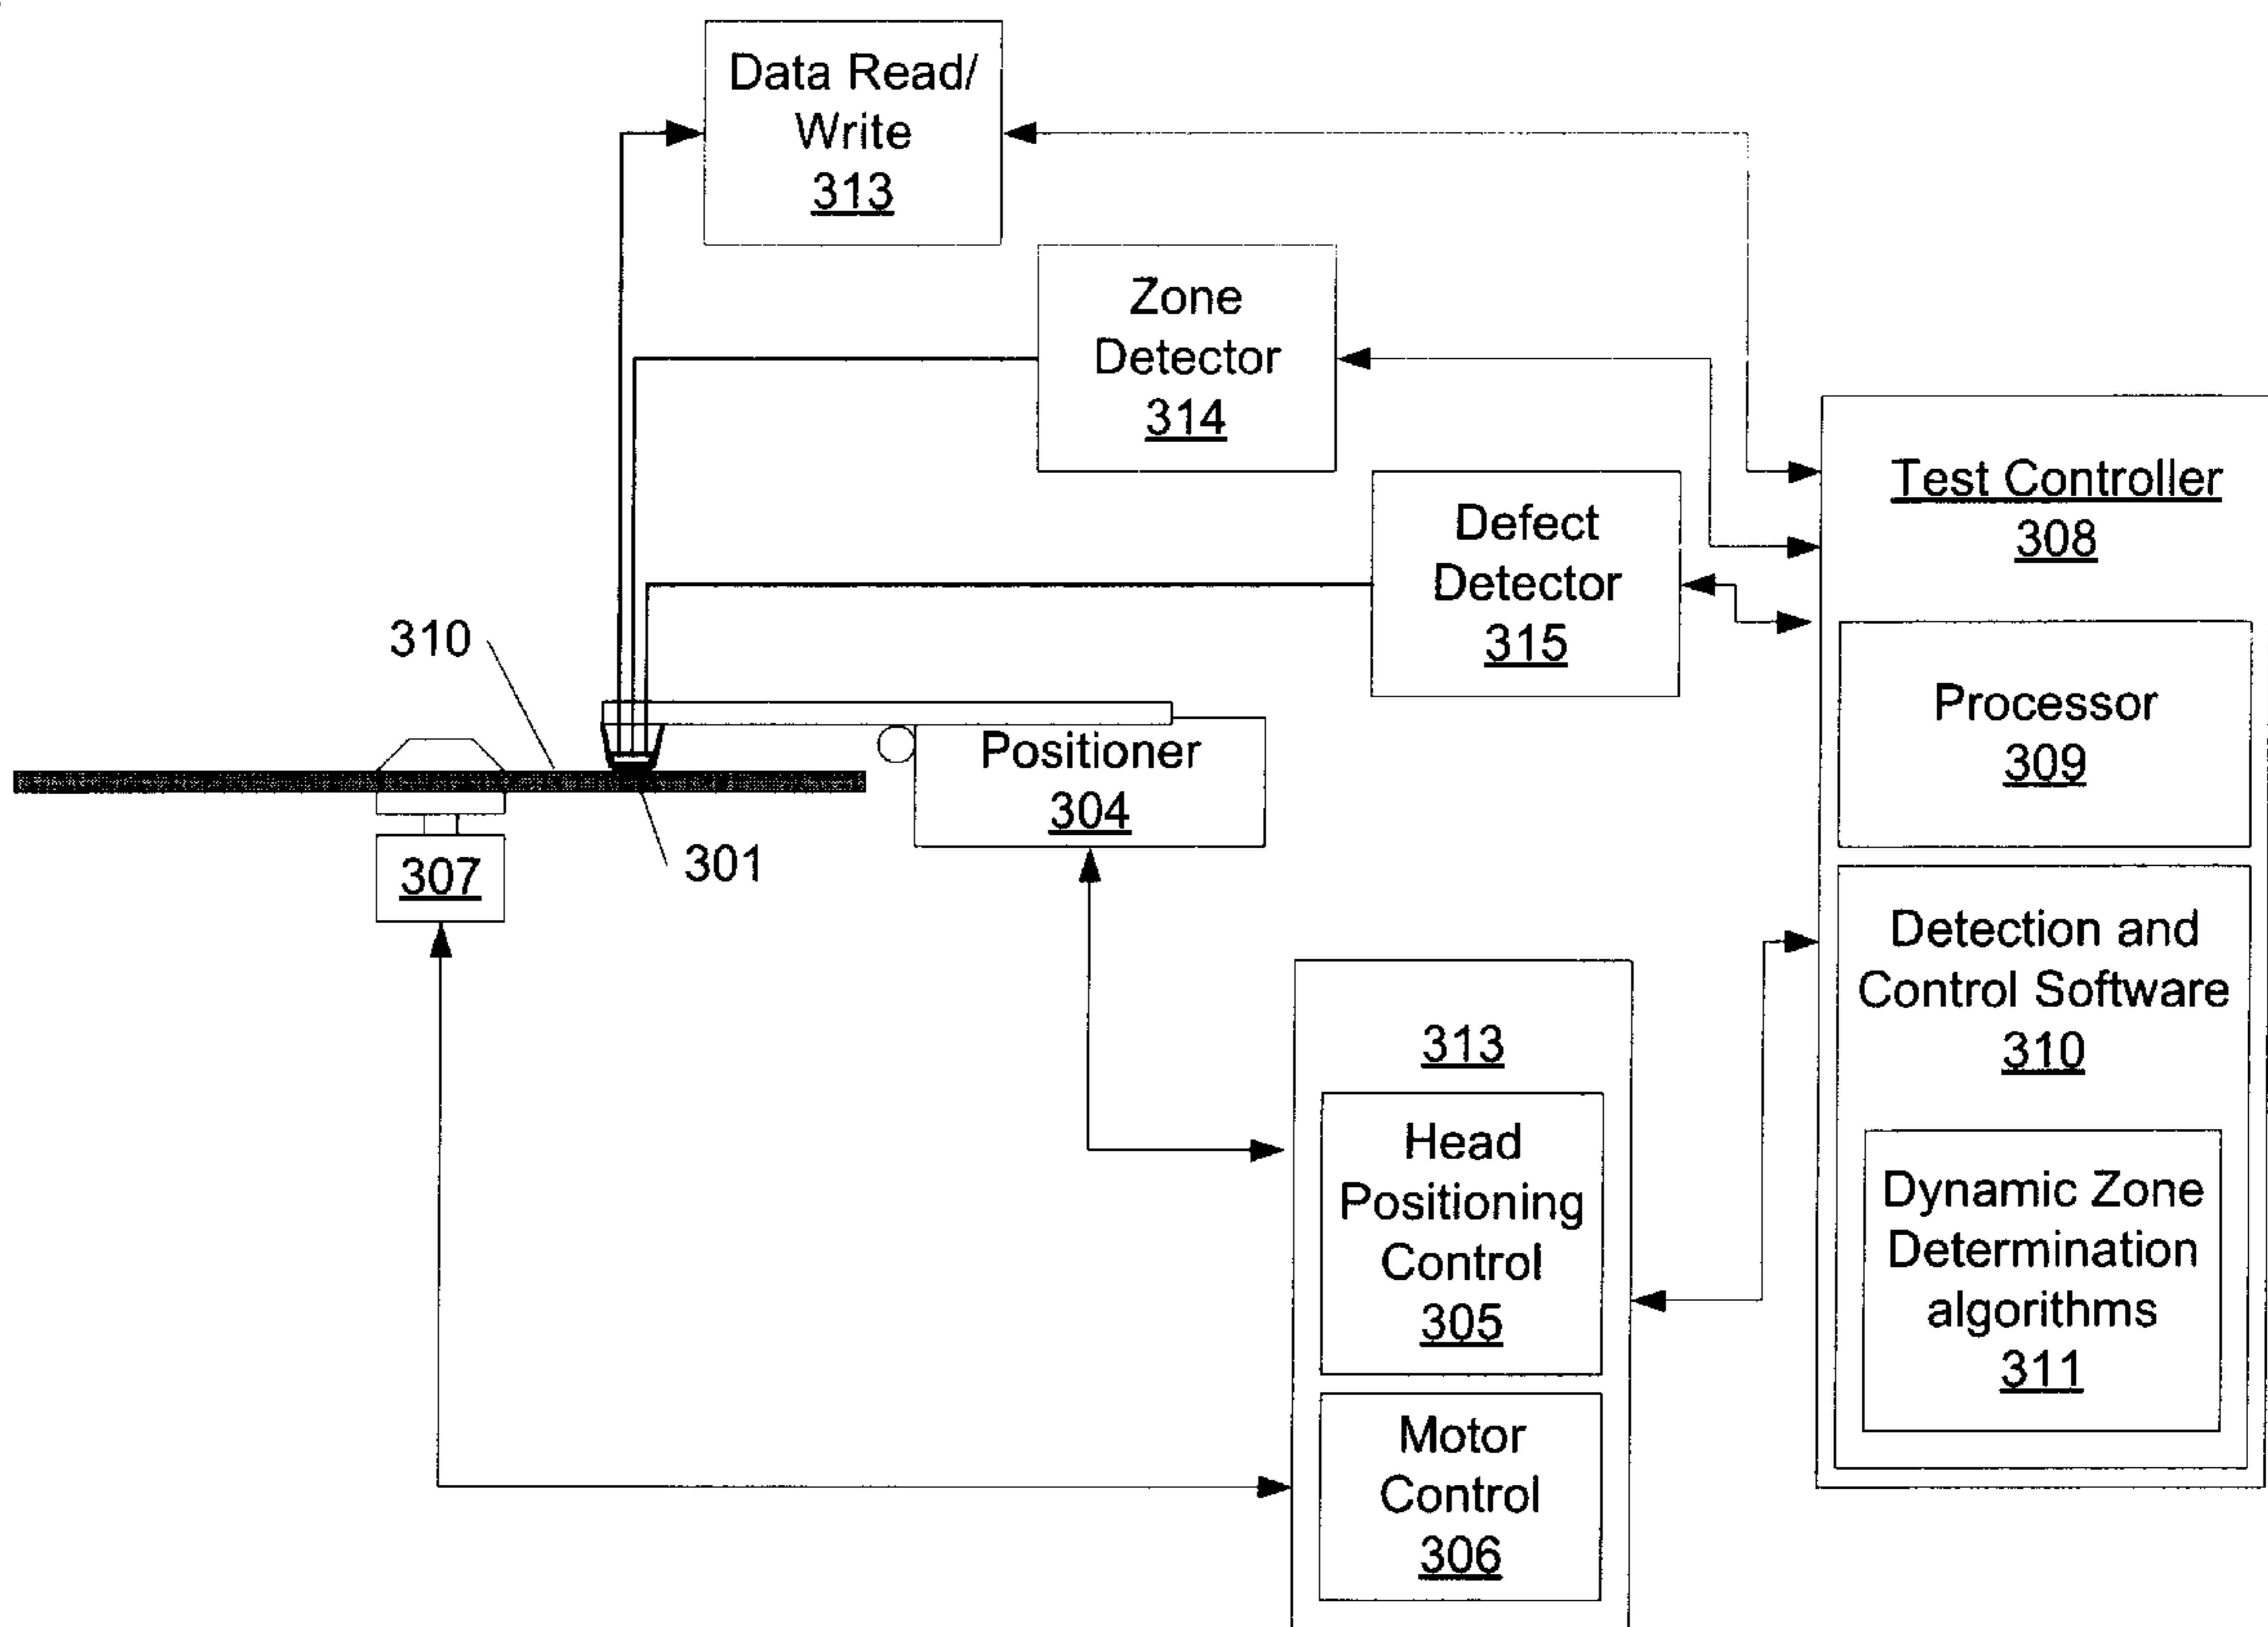 Data Read/
Write
313
Zone
Detector
314
Defect
Detector
315
Test Controller
308
Processor
309
Detection and
Control Software
310
Dynamic Zone
Determination
algorithms
311
310
301
Positioner
304
307
313
Head
Positioning
Control
305
Motor
Control
306